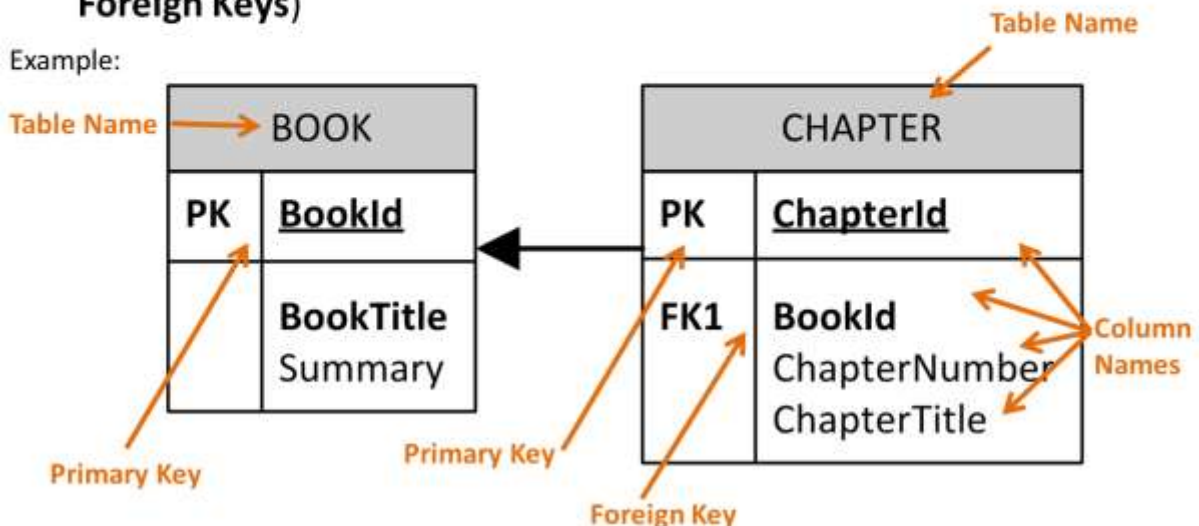 Foreign Keys)
Table Name
Example:
Table Name
BOOK
CHAPTER
PK
BookId
PK
ChapterId
BookTitle
Summary
FK1
BookId
ChapterNumber
ChapterTitle
Column
Names
Primary Key
Primary Key
Foreign Key